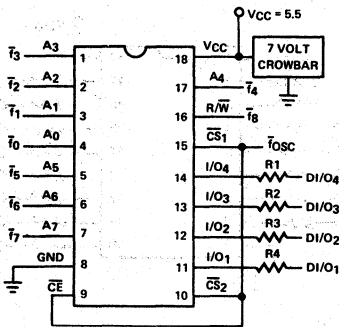 VCC = 5.5
7 VOLT
CROWBAR
f̅3 A3 1
f̅2 A2 2
f̅1 A1 3
f̅0 A0 4
f̅5 A5 5
f̅6 A6 6
f̅7 A7 7
GND 8
C̅E̅ 9
18 VCC
17 A4 f̅4
16 R/W̅ f̅8
15 C̅S̅1 f̅OSC
14 I/O4 R1 DI/O4
13 I/O3 R2 DI/O3
12 I/O2 R3 DI/O2
11 I/O1 R4 DI/O1
10 C̅S̅2